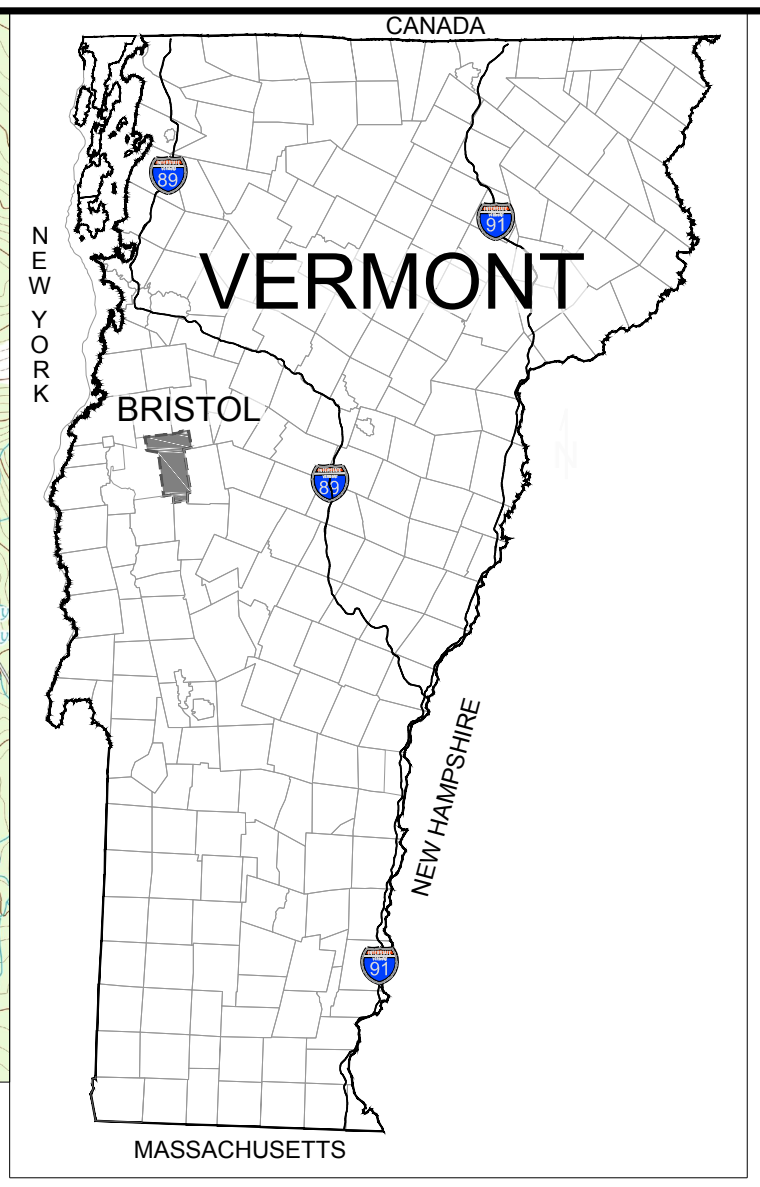 CANADA
89
91
NEW YORK
VERMONT
BRISTOL
89
NEW HAMPSHIRE
91
MASSACHUSETTS